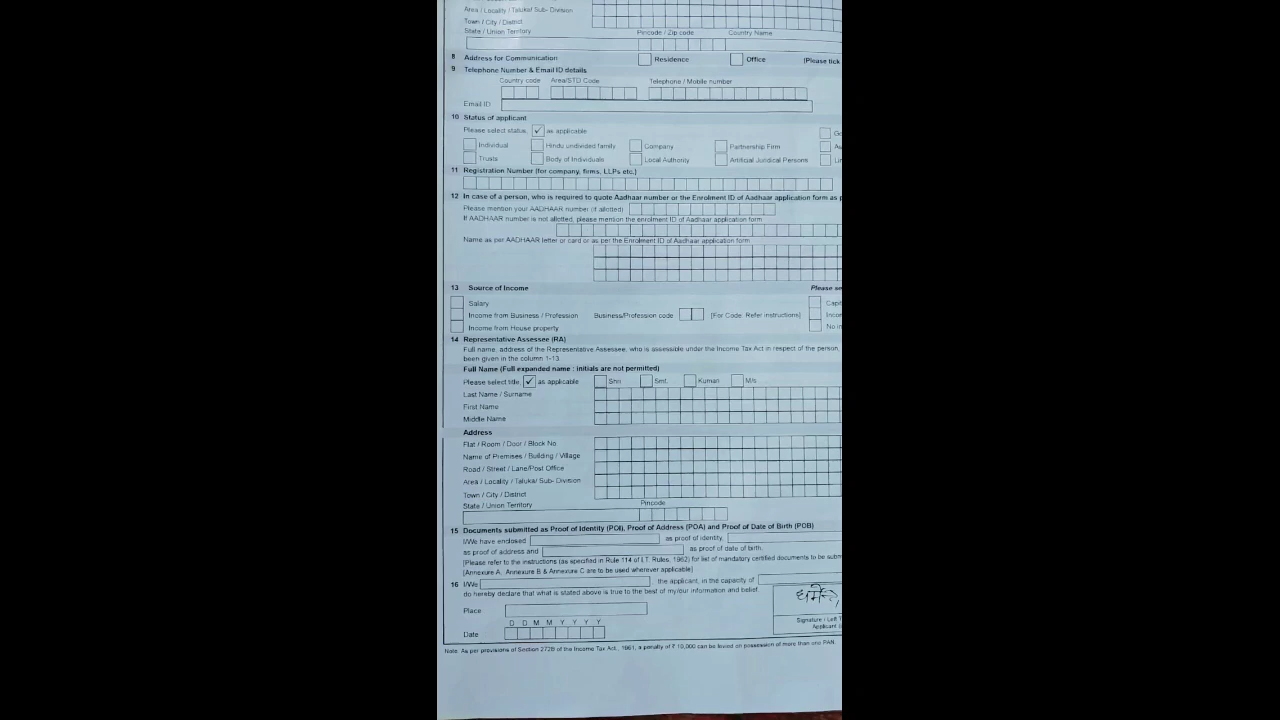 Area / Locality / Taluka/ Sub- Division
Town / City / District
State / Union Territory Pincode / Zip code Country Name
8 Address for Communication Residence Office (Please tick
9 Telephone Number & Email ID details
Country code Area/STD Code Telephone / Mobile number
Email ID
10 Status of applicant
Please select status, ✓ as applicable
Individual Hindu undivided family Company Partnership Firm
Trusts Body of Individuals Local Authority Artificial Juridical Persons
11 Registration Number (for company, firms, LLPs etc.)
12 In case of a person, who is required to quote Aadhaar number or the Enrolment ID of Aadhaar application form as
Please mention your AADHAAR number (if allotted)
If AADHAAR number is not allotted, please mention the enrolment ID of Aadhaar application form
Name as per AADHAAR letter or card or as per the Enrolment ID of Aadhaar application form
13 Source of Income Please
Salary
Income from Business / Profession Business/Profession code [For Code: Refer instructions]
Income from House property No
14 Representative Assessee (RA)
Full name, address of the Representative Assessee, who is assessible under the Income Tax Act in respect of the person,
been given in the column 1-13.
Full Name (Full expanded name : initials are not permitted)
Please select title, ✓ as applicable Shri Smt. Kumari M/s
Last Name / Surname
First Name
Middle Name
Address
Flat / Room / Door / Block No.
Name of Premises / Building / Village
Road / Street / Lane/Post Office
Area / Locality / Taluka/ Sub- Division
Town / City / District
State / Union Territory Pincode
15 Documents submitted as Proof of Identity (POI), Proof of Address (POA) and Proof of Date of Birth (POB)
I/We have enclosed as proof of identity,
as proof of address and as proof of date of birth.
[Please refer to the instructions (as specified in Rule 114 of I.T. Rules, 1962) for list of mandatory certified documents to be
[Annexure A, Annexure B & Annexure C are to be used wherever applicable]
16 I/We the applicant, in the capacity of
do hereby declare that what is stated above is true to the best of my/our information and belief.
Place
D D M M Y Y Y Y
Date
Signature / Left
Applicant
Note: As per provisions of Section 272B of the Income Tax Act., 1961, a penalty of ₹ 10,000 can be levied on possession of more than one PAN.